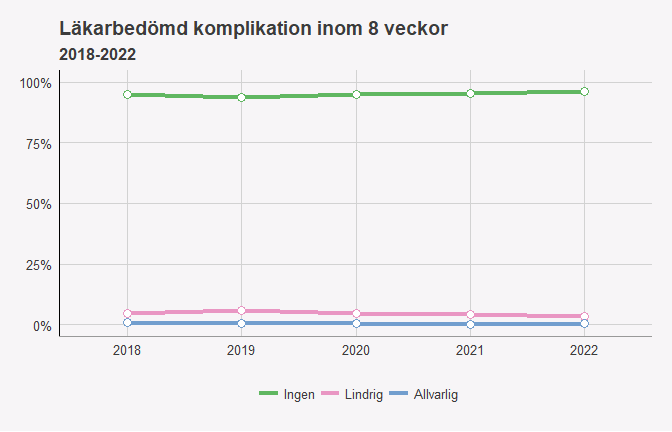 Läkarbedömd komplikation inom 8 veckor
2018-2022
100%
75%
50%
25%
0%
2018 2019 2020 2021 2022
Ingen Lindrig Allvarlig